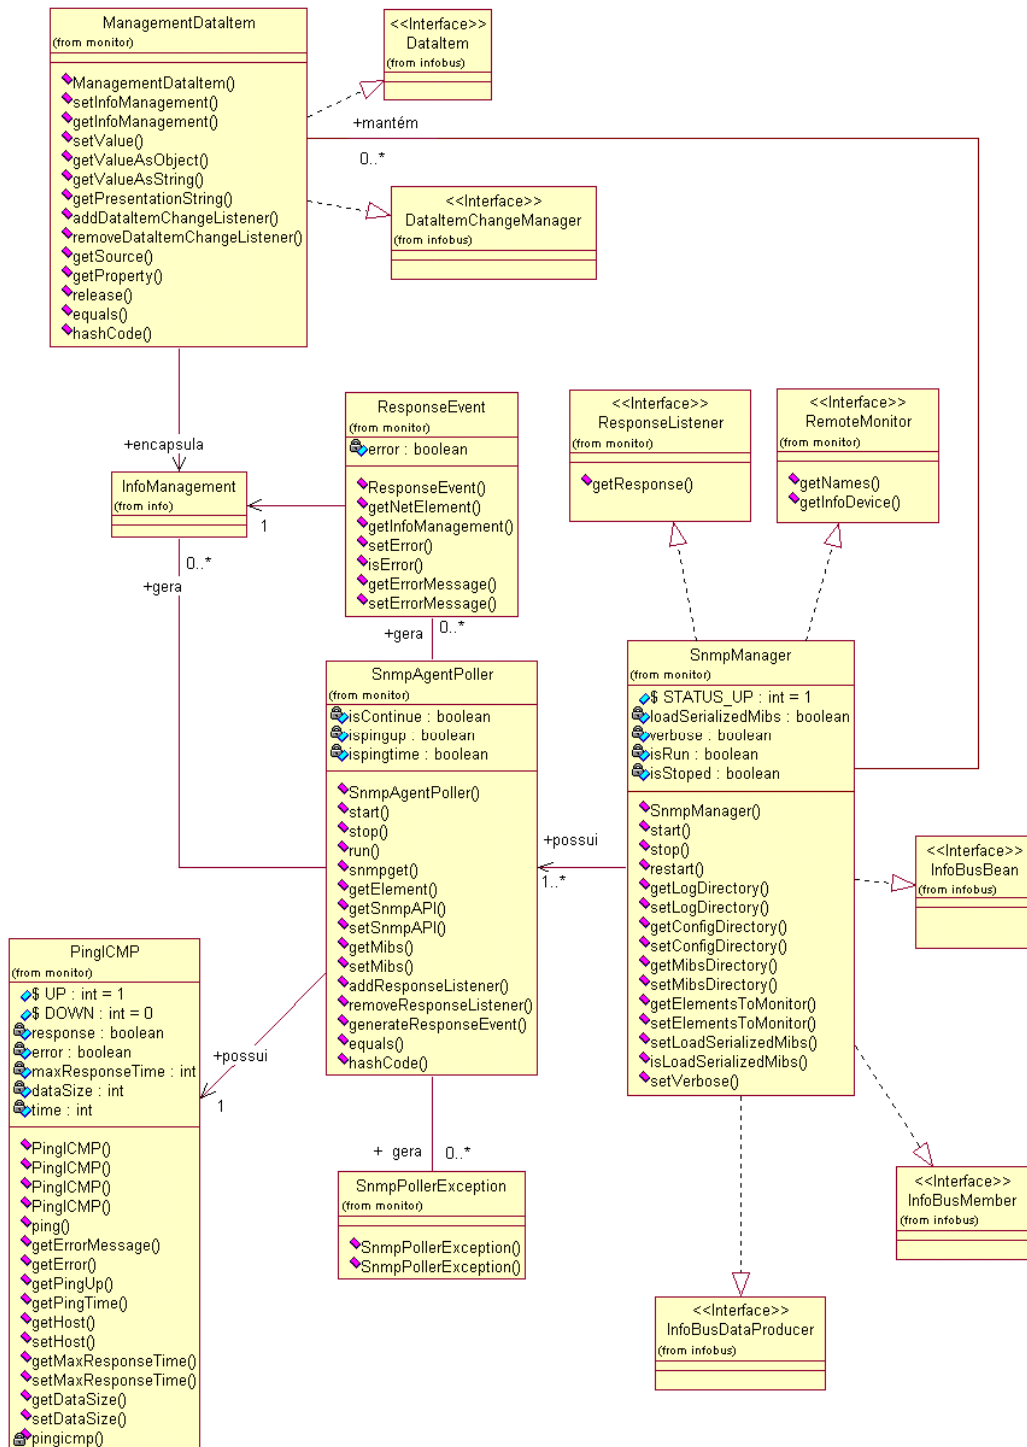 ManagementDataItem
(from monitor)
ManagementDataItem()
setInfoManagement()
getInfoManagement()
setValue()
getValueAsObject()
getValueAsString()
getPresentationString()
addDataItemChangeListener()
removeDataItemChangeListener()
getSource()
getProperty()
release()
equals()
hashCode()
<<Interface>>
DataItem
(from infobus)
+mantém
0..*
<<Interface>>
DataItemChangeManager
(from infobus)
+encapsula
InfoManagement
(from info)
1
0..*
+gera
ResponseEvent
(from monitor)
error : boolean
ResponseEvent()
getNetElement()
getInfoManagement()
setError()
isError()
getErrorMessage()
setErrorMessage()
+gera
0..*
<<Interface>>
ResponseListener
(from monitor)
getResponse()
<<Interface>>
RemoteMonitor
(from monitor)
getNames()
getInfoDevice()
SnmpAgentPoller
(from monitor)
isContinue : boolean
ispingup : boolean
ispingtime : boolean
SnmpAgentPoller()
start()
stop()
run()
snmpget()
getElement()
getSnmpAPI()
setSnmpAPI()
getMibs()
setMibs()
addResponseListener()
removeResponseListener()
generateResponseEvent()
equals()
hashCode()
+possui
1..*
SnmpManager
(from monitor)
$ STATUS_UP : int = 1
loadSerializedMibs : boolean
verbose : boolean
isRun : boolean
isStoped : boolean
SnmpManager()
start()
stop()
restart()
getLogDirectory()
setLogDirectory()
getConfigDirectory()
setConfigDirectory()
getMibsDirectory()
setMibsDirectory()
getElementsToMonitor()
setElementsToMonitor()
setLoadSerializedMibs()
isLoadSerializedMibs()
setVerbose()
<<Interface>>
InfoBusBean
(from infobus)
PingICMP
(from monitor)
$ UP : int = 1
$ DOWN : int = 0
response : boolean
error : boolean
maxResponseTime : int
dataSize : int
time : int
PingICMP()
PingICMP()
PingICMP()
PingICMP()
ping()
getErrorMessage()
getError()
getPingUp()
getPingTime()
getHost()
setHost()
getMaxResponseTime()
setMaxResponseTime()
getDataSize()
setDataSize()
pingicmp()
+possui
1
+ gera
0..*
SnmpPollerException
(from monitor)
SnmpPollerException()
SnmpPollerException()
<<Interface>>
InfoBusMember
(from infobus)
<<Interface>>
InfoBusDataProducer
(from infobus)